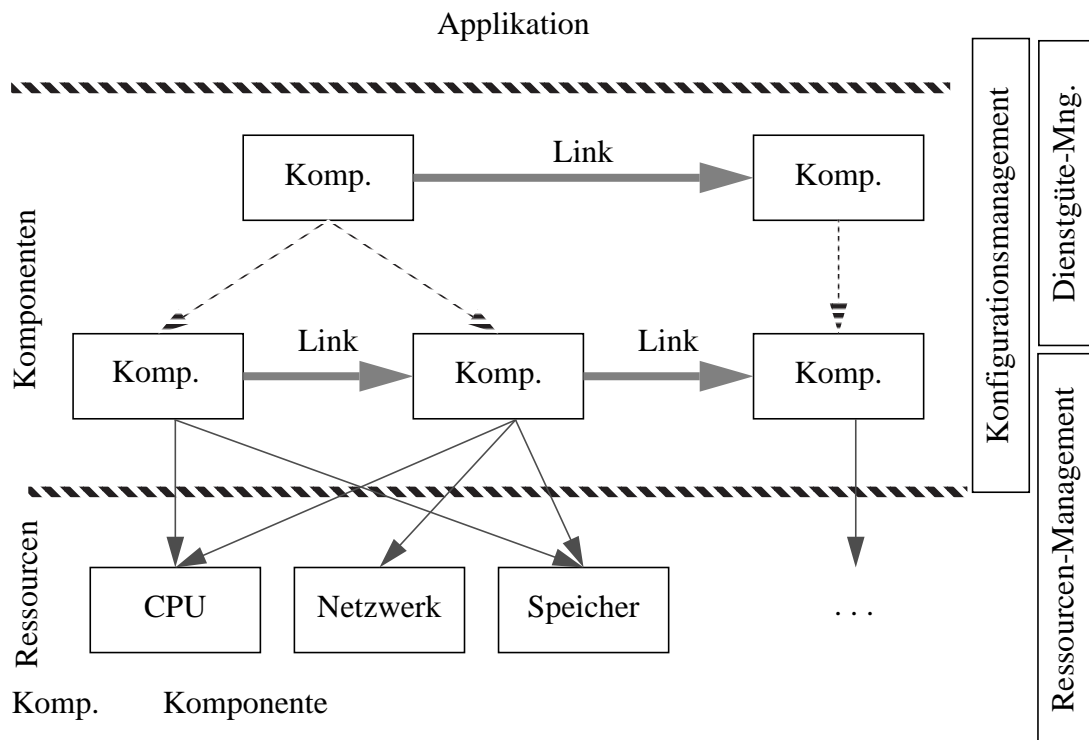 Applikation
Link
Komp.
Komp.
Link
Link
Komp.
Komp.
Komp.
CPU
Netzwerk
Speicher
. . .
Komp. Komponente
Komponenten
Ressourcen
Konfigurationsmanagement
Dienstgüte-Mng.
Ressourcen-Management